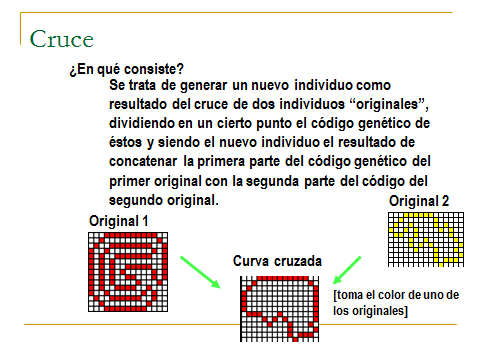 Cruce
¿En qué consiste?
Se trata de generar un nuevo individuo como
resultado del cruce de dos individuos “originales”,
dividiendo en un cierto punto el código genético de
éstos y siendo el nuevo individuo el resultado de
concatenar la primera parte del código genético del
primer original con la segunda parte del código del
segundo original.
Original 2
Original 1
Curva cruzada
[toma el color de uno de
los originales]